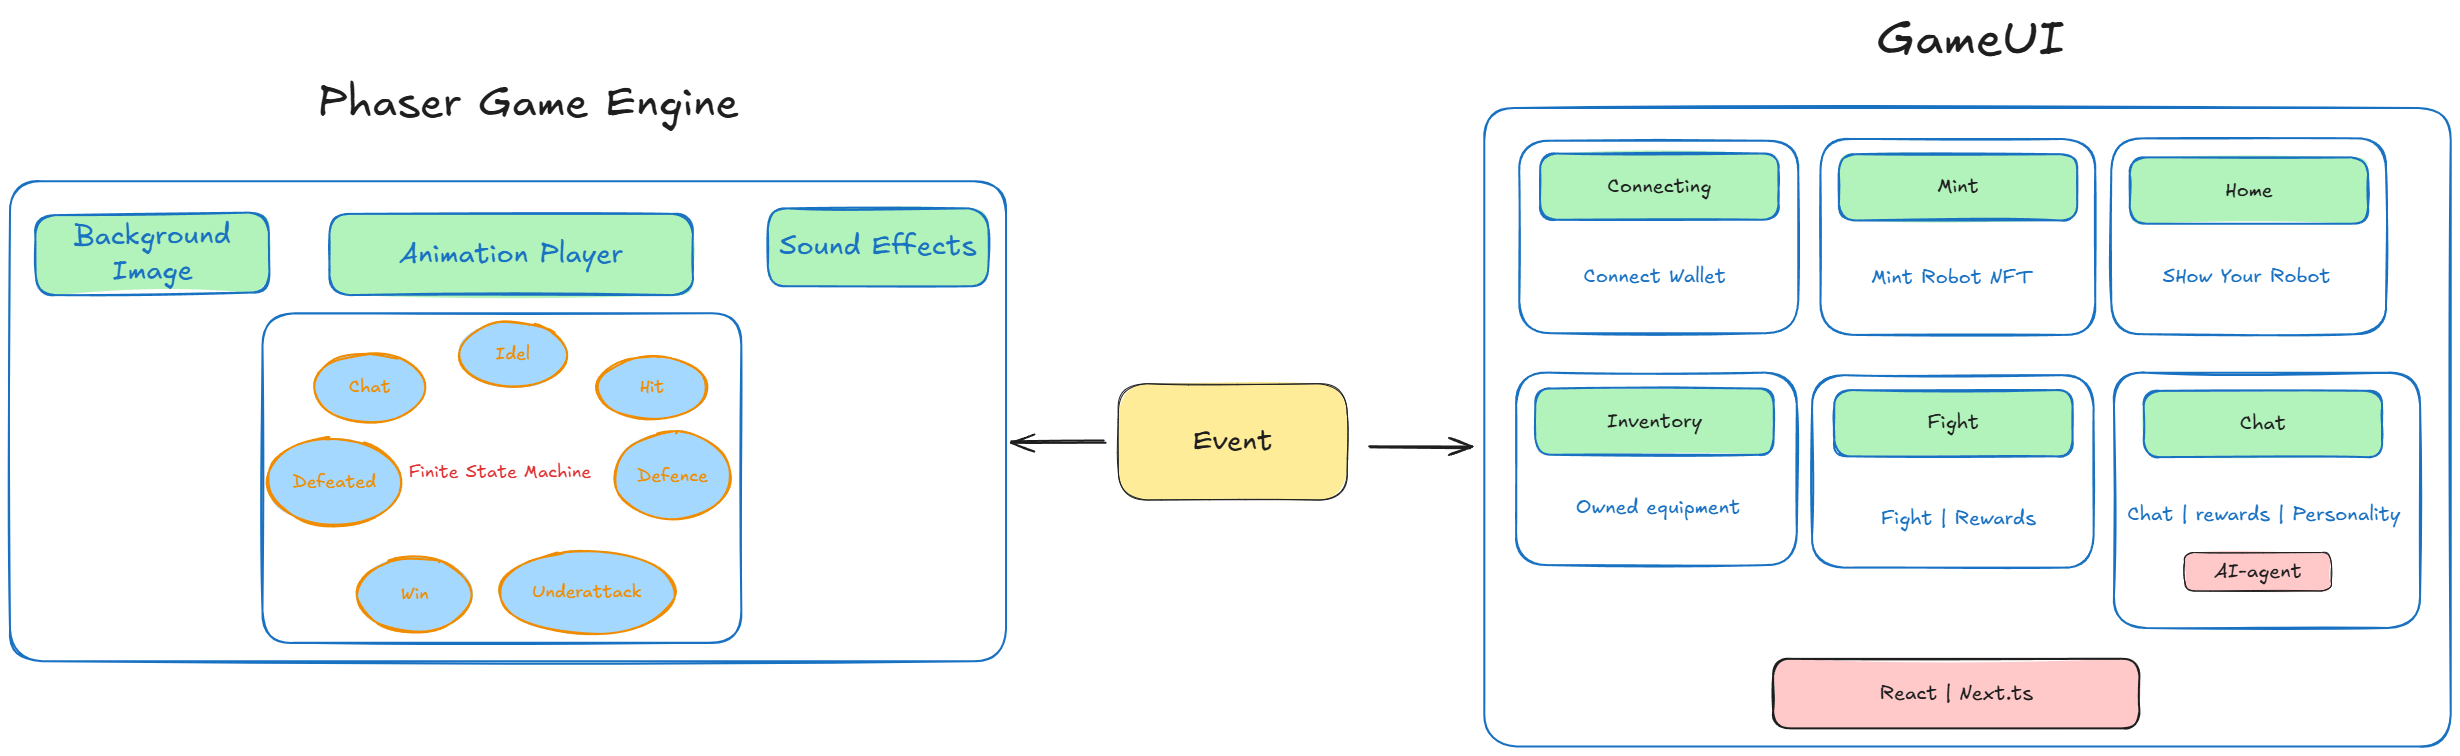 GameUI
Phaser Game Engine
Background
Image
Animation Player
Sound Effects
Idel
Chat
Hit
Defeated
Finite State Machine
Defence
Win
Underattack
Event
Connecting
Connect Wallet
Mint
Mint Robot NFT
Home
SHow Your Robot
Inventory
Owned equipment
Fight
Fight | Rewards
Chat
Chat | rewards | Personality
AI-agent
React | Next.ts